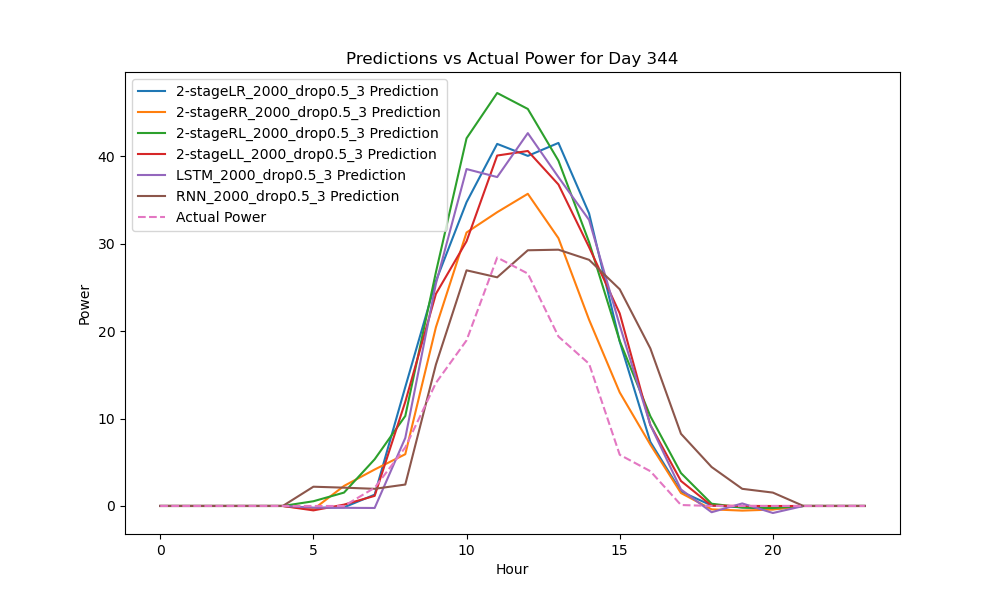 Predictions vs Actual Power for Day 344
2-stageLR_2000_drop0.5_3 Prediction
2-stageRR_2000_drop0.5_3 Prediction
2-stageRL_2000_drop0.5_3 Prediction
2-stageLL_2000_drop0.5_3 Prediction
LSTM_2000_drop0.5_3 Prediction
RNN_2000_drop0.5_3 Prediction
Actual Power
Power
40
30
20
10
0
0 5 10 15 20
Hour